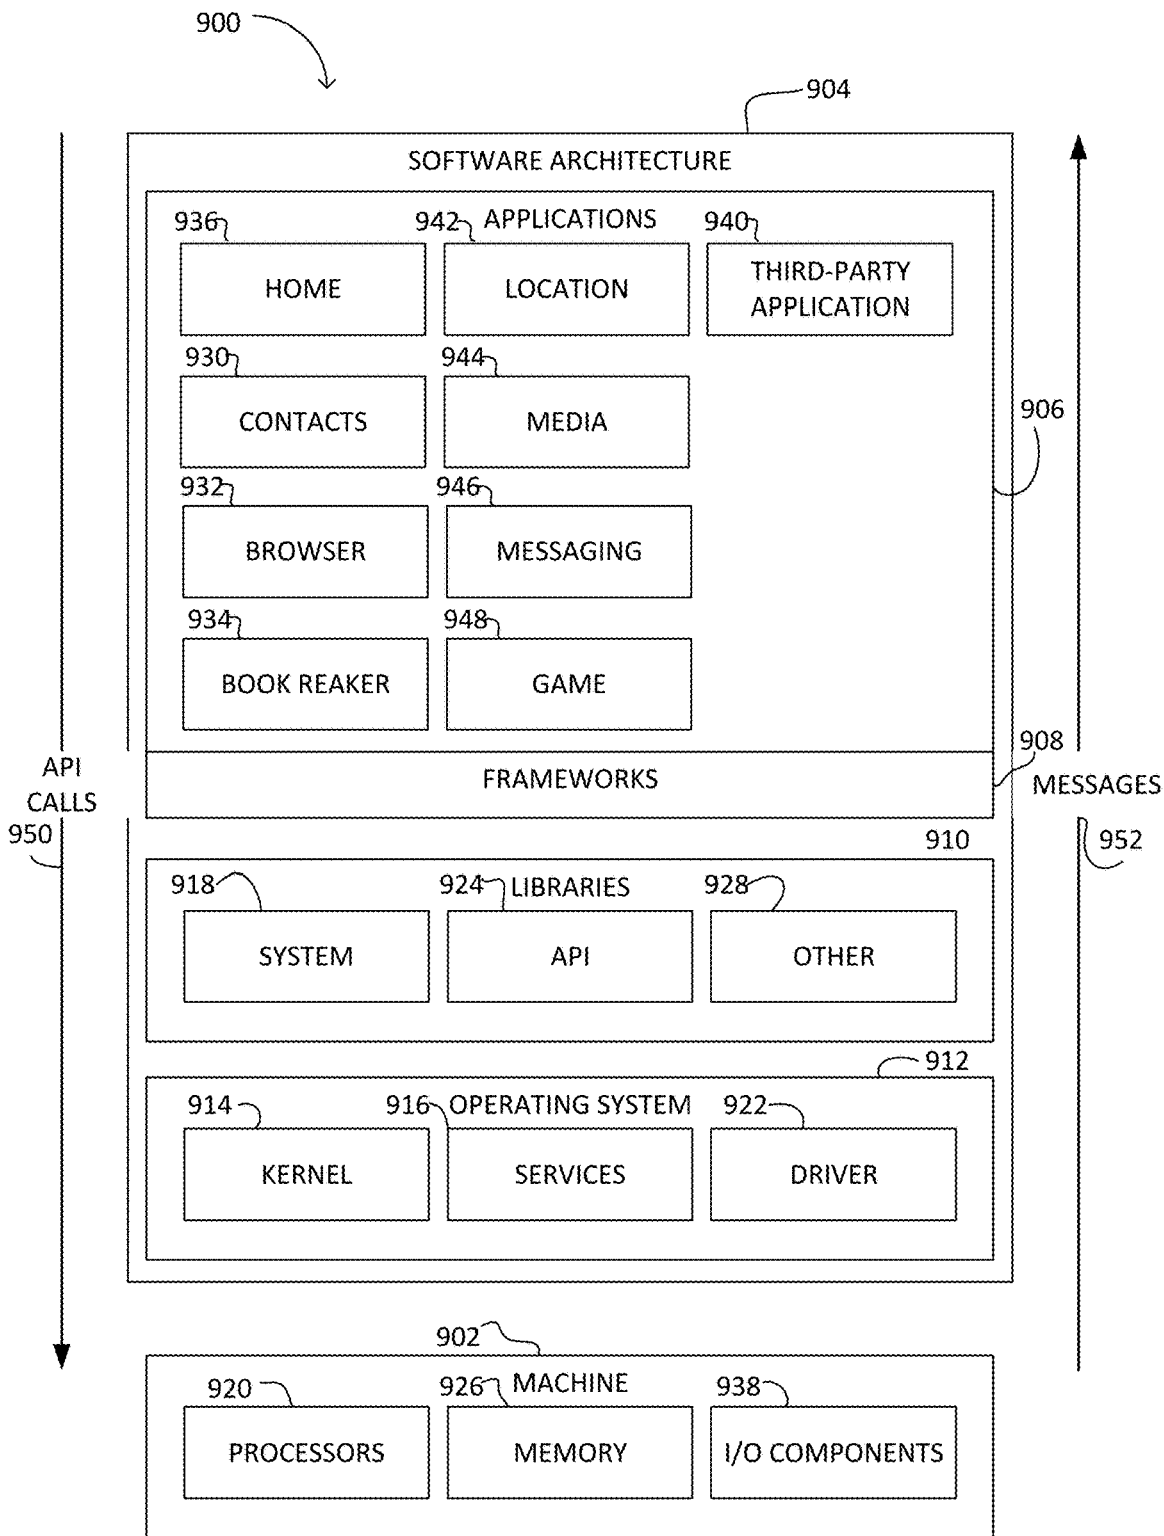 900
904
SOFTWARE ARCHITECTURE
APPLICATIONS
936
942
940
HOME
LOCATION
THIRD-PARTY
APPLICATION
930
944
CONTACTS
MEDIA
906
932
946
BROWSER
MESSAGING
934
948
BOOK REAKER
GAME
908
FRAMEWORKS
API
CALLS
950
MESSAGES
952
910
LIBRARIES
918
924
928
SYSTEM
API
OTHER
912
OPERATING SYSTEM
914
916
922
KERNEL
SERVICES
DRIVER
902
MACHINE
920
926
938
PROCESSORS
MEMORY
I/O COMPONENTS